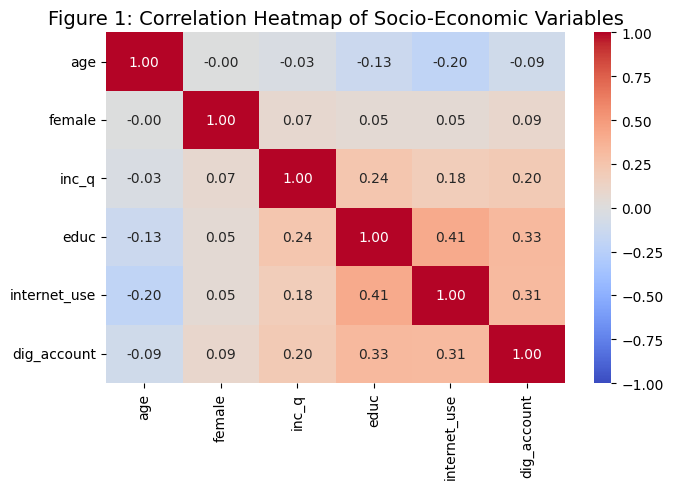 Figure 1: Correlation Heatmap of Socio-Economic Variables
age 1.00 -0.00 -0.03 -0.13 -0.20 -0.09
female -0.00 1.00 0.07 0.05 0.05 0.09
inc_q -0.03 0.07 1.00 0.24 0.18 0.20
educ -0.13 0.05 0.24 1.00 0.41 0.33
internet_use -0.20 0.05 0.18 0.41 1.00 0.31
dig_account -0.09 0.09 0.20 0.33 0.31 1.00
age female inc_q educ internet_use dig_account
1.00
0.75
0.50
0.25
0.00
−0.25
−0.50
−0.75
−1.00